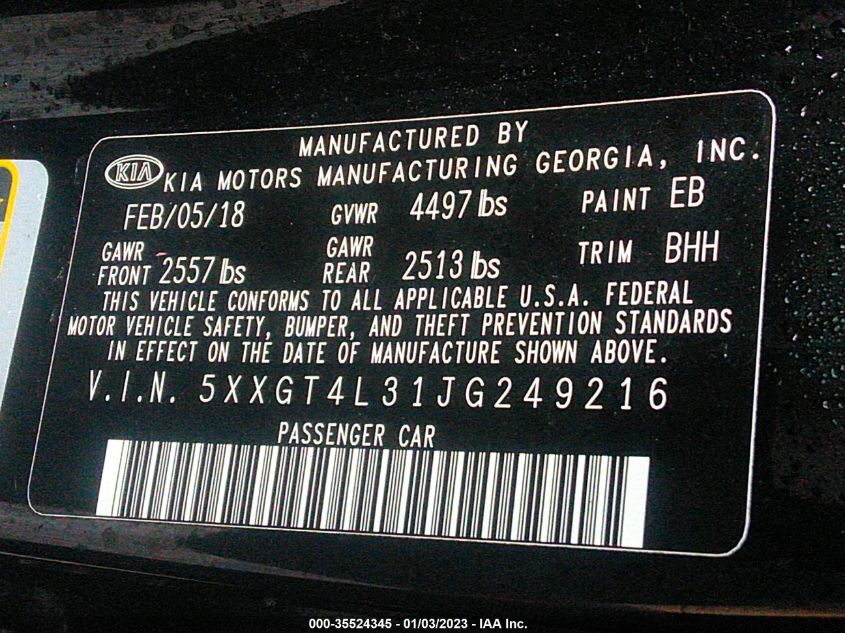 MANUFACTURED BY
KIA KIA MOTORS MANUFACTURING GEORGIA, INC.
FEB/05/18 GVWR 4497 lbs PAINT EB
GAWR FRONT 2557 lbs GAWR REAR 2513 lbs TRIM BHH
THIS VEHICLE CONFORMS TO ALL APPLICABLE U.S.A. FEDERAL
MOTOR VEHICLE SAFETY, BUMPER, AND THEFT PREVENTION STANDARDS
IN EFFECT ON THE DATE OF MANUFACTURE SHOWN ABOVE.
V.I.N. 5XXGT4L31JG249216
PASSENGER CAR
000-35524345 - 01/03/2023 - IAA Inc.